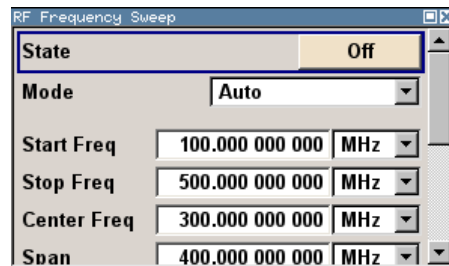 RF Frequency Sweep
State Off
Mode Auto
Start Freq 100.000 000 000 MHz
Stop Freq 500.000 000 000 MHz
Center Freq 300.000 000 000 MHz
Span 400.000 000 000 MHz